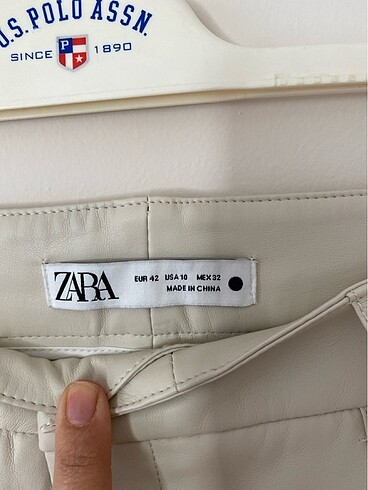 U.S. POLO ASSN.
SINCE P 1890
ZARA
EUR 42 USA 10 MEX 32
MADE IN CHINA